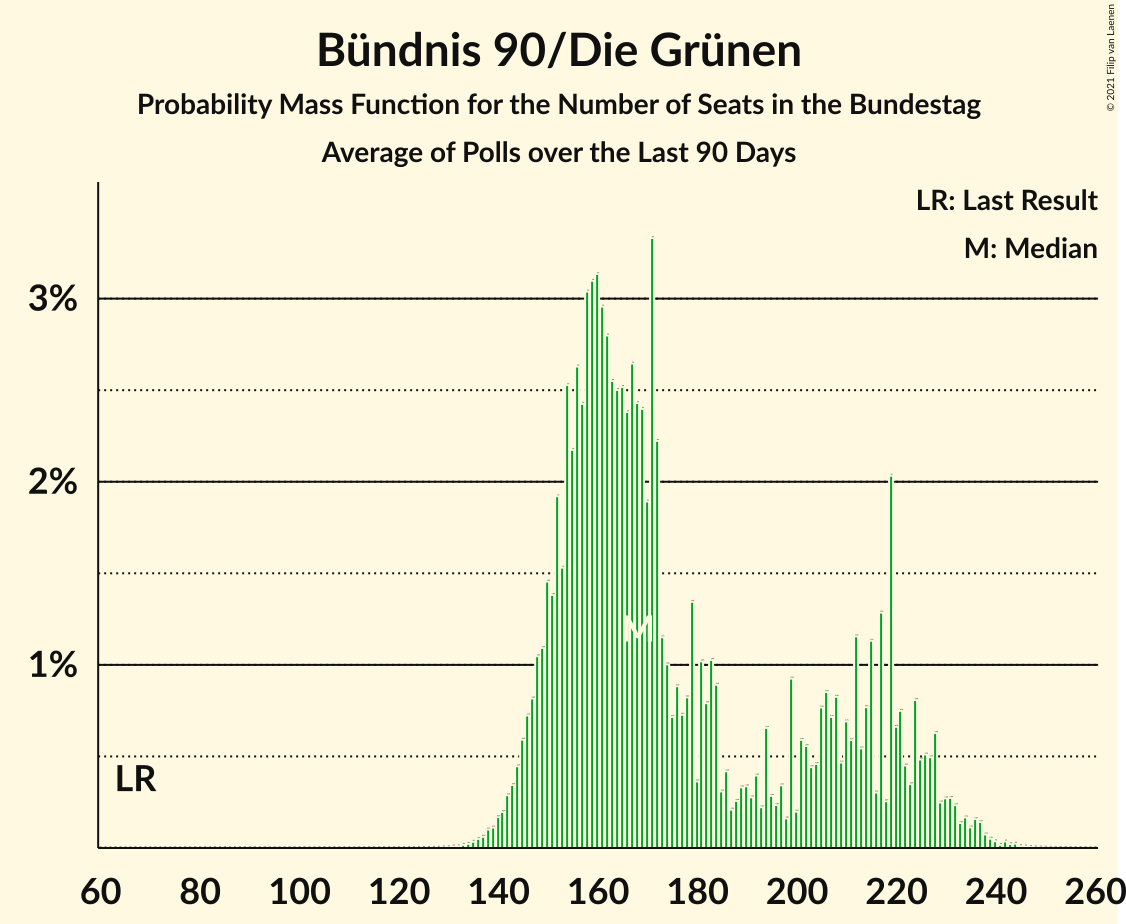 Bündnis 90/Die Grünen
Probability Mass Function for the Number of Seats in the Bundestag
Average of Polls over the Last 90 Days
© 2021 Filip van Laenen
LR: Last Result
M: Median
3%
2%
1%
LR
M
60 80 100 120 140 160 180 200 220 240 260